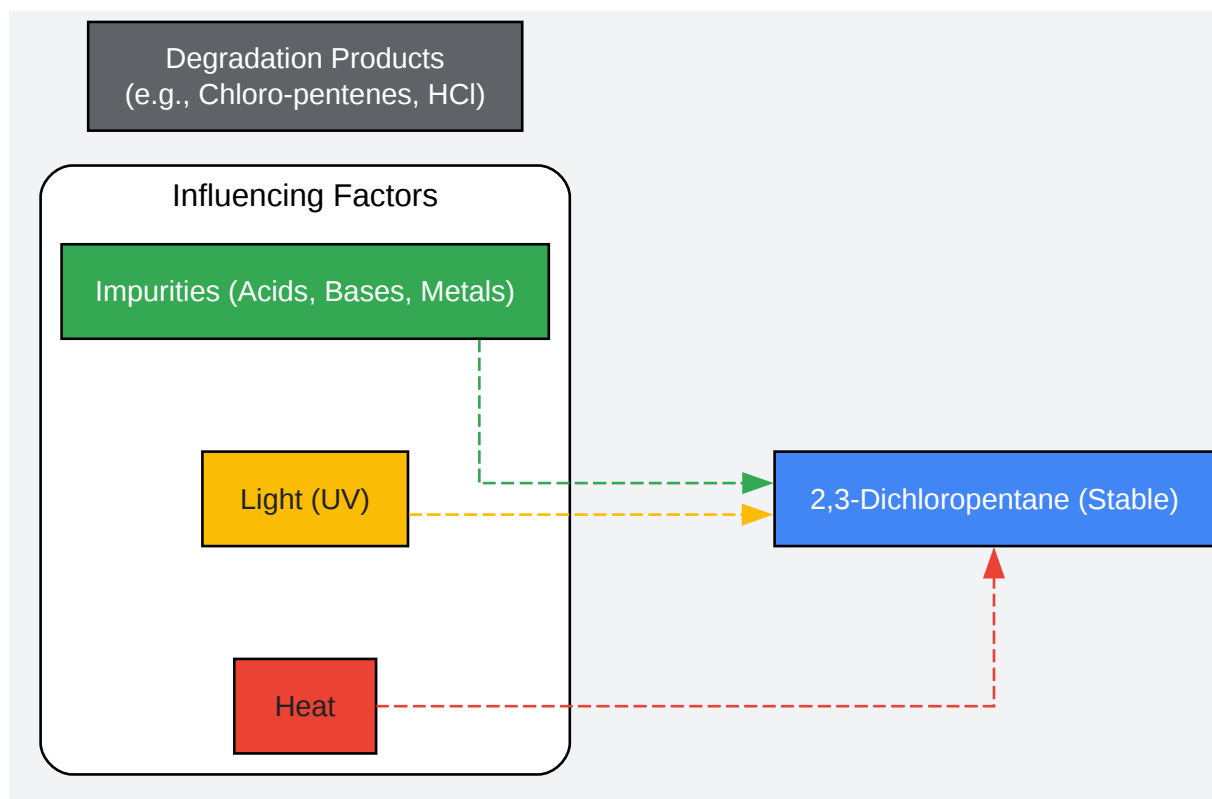 Degradation Products
(e.g., Chloro-pentenes, HCl)
Influencing Factors
Impurities (Acids, Bases, Metals)
Light (UV)
2,3-Dichloropentane (Stable)
Heat